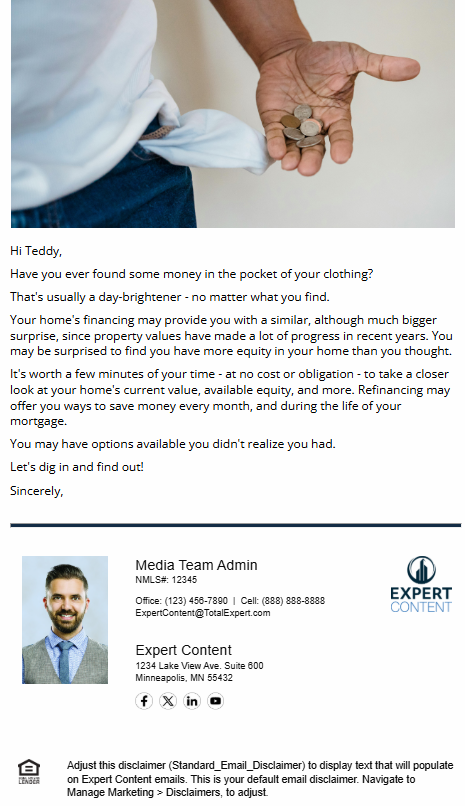 Hi Teddy,
Have you ever found some money in the pocket of your clothing?
That's usually a day-brightener - no matter what you find.
Your home's financing may provide you with a similar, although much bigger
surprise, since property values have made a lot of progress in recent years. You
may be surprised to find you have more equity in your home than you thought.
It's worth a few minutes of your time - at no cost or obligation - to take a closer
look at your home's current value, available equity, and more. Refinancing may
offer you ways to save money every month, and during the life of your
mortgage.
You may have options available you didn't realize you had.
Let's dig in and find out!
Sincerely,
Media Team Admin
NMLS#: 12345
Office: (123) 456-7890 | Cell: (888) 888-8888
ExpertContent@TotalExpert.com
EXPERT
CONTENT
Expert Content
1234 Lake View Ave. Suite 600
Minneapolis, MN 55432
Adjust this disclaimer (Standard_Email_Disclaimer) to display text that will populate
on Expert Content emails. This is your default email disclaimer. Navigate to
Manage Marketing > Disclaimers, to adjust.
LENDER